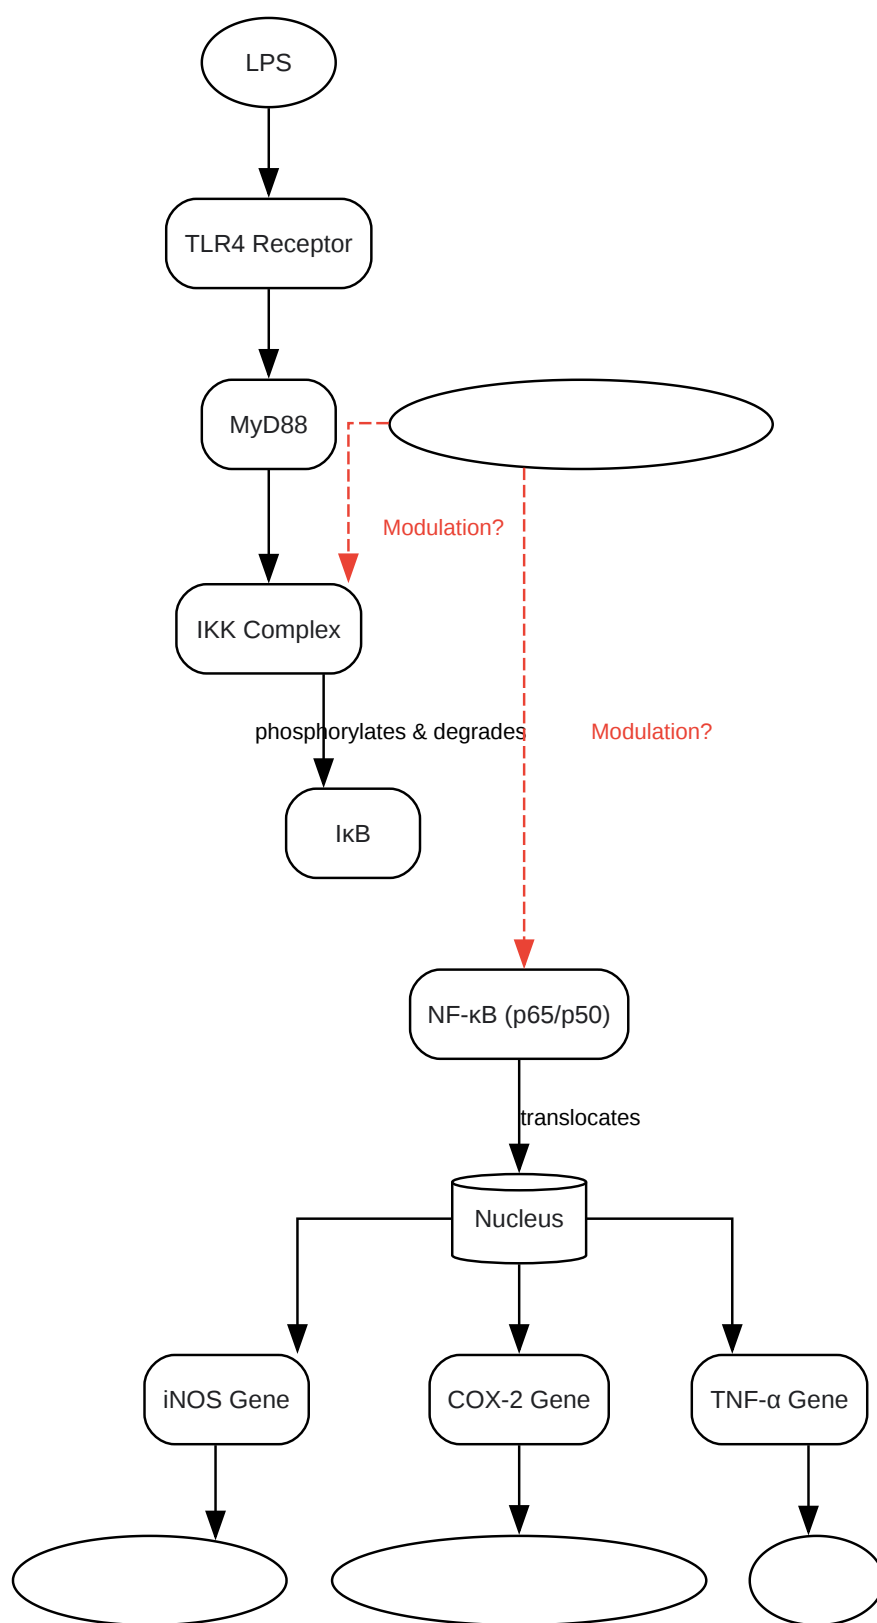 LPS
TLR4 Receptor
MyD88
Modulation?
IKK Complex
phosphorylates & degrades
Modulation?
IκB
NF-κB (p65/p50)
translocates
Nucleus
iNOS Gene
COX-2 Gene
TNF-α Gene